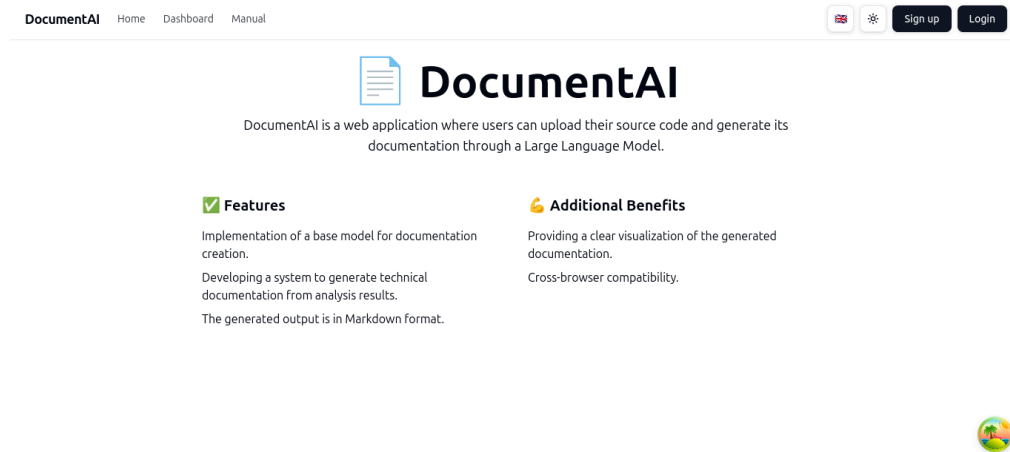 DocumentAI Home Dashboard Manual Sign up Login
DocumentAI
DocumentAI is a web application where users can upload their source code and generate its
documentation through a Large Language Model.
✅ Features
Implementation of a base model for documentation
creation.
Developing a system to generate technical
documentation from analysis results.
The generated output is in Markdown format.
💪 Additional Benefits
Providing a clear visualization of the generated
documentation.
Cross-browser compatibility.